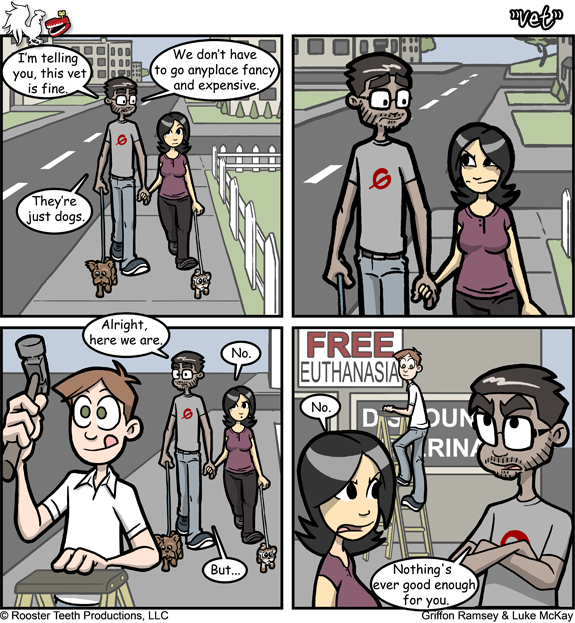 "vet"
I'm telling
you, this vet
is fine.
We don't have
to go anyplace fancy
and expensive.
They're
just dogs.
Alright,
here we are.
No.
But...
FREE
EUTHANASIA
No.
Nothing's
ever good enough
for you.
© Rooster Teeth Productions, LLC
Griffon Ramsey & Luke McKay